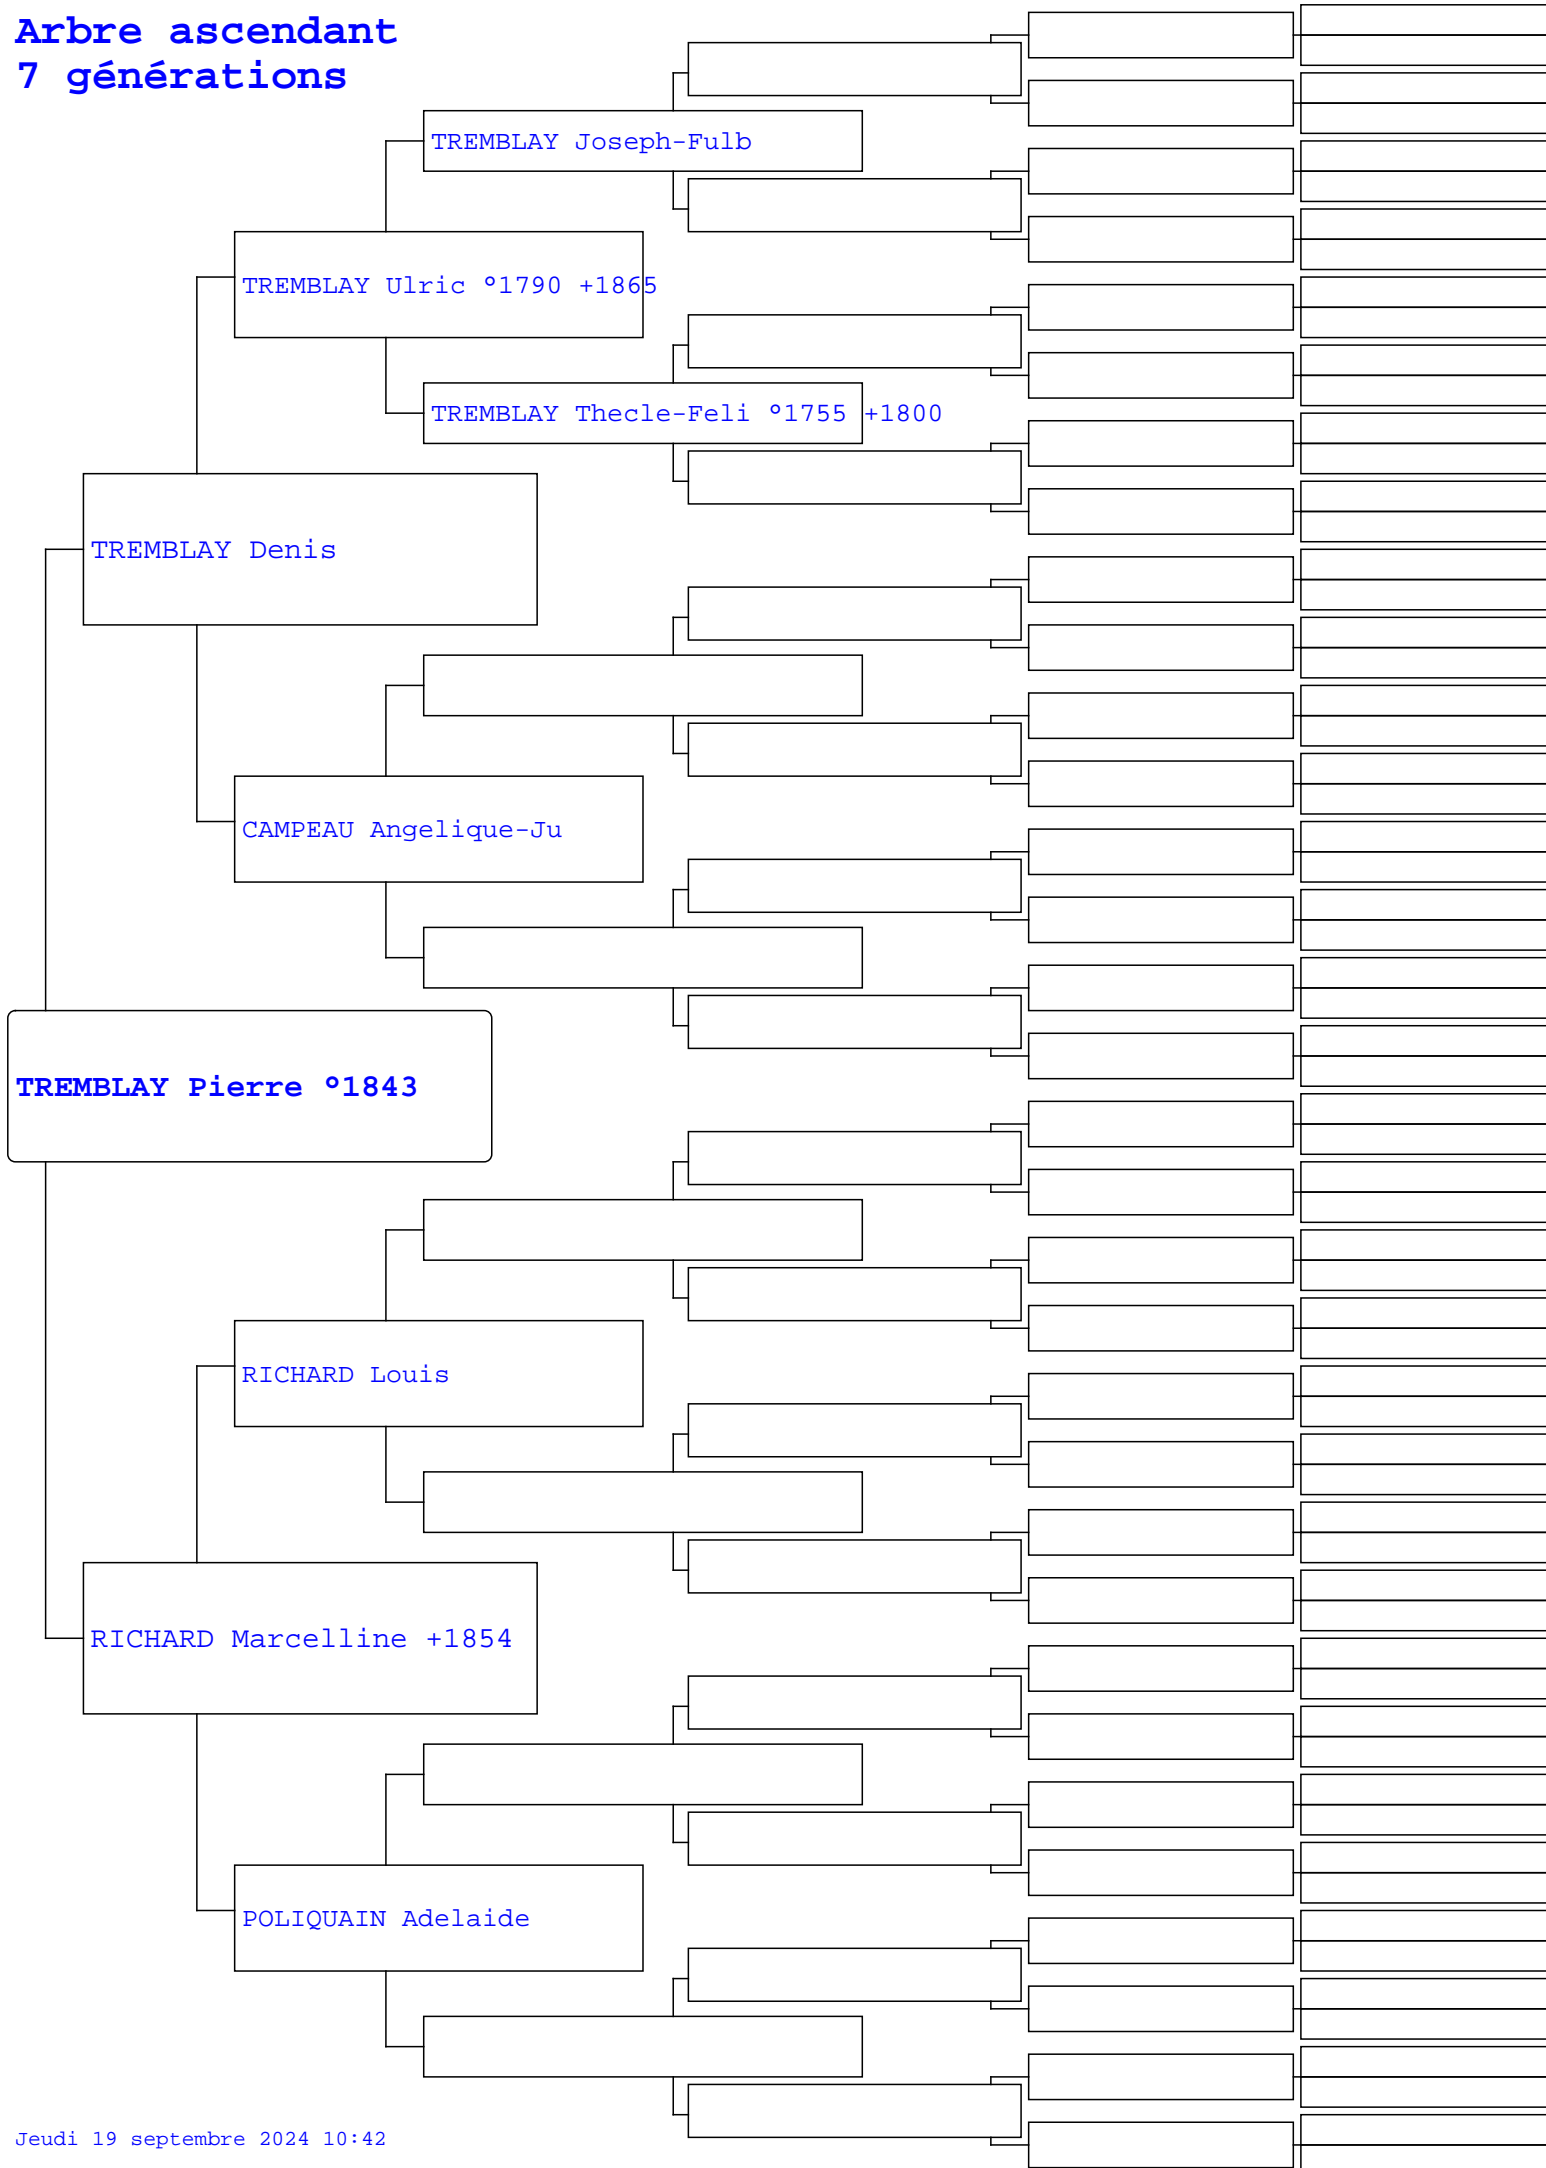 Arbre ascendant
7 générations
TREMBLAY Joseph-Fulb
TREMBLAY Ulric °1790 +1865
TREMBLAY Thecle-Feli °1755 +1800
TREMBLAY Denis
CAMPEAU Angelique-Ju
TREMBLAY Pierre °1843
RICHARD Louis
RICHARD Marcelline +1854
POLIQUAIN Adelaide
Jeudi 19 septembre 2024 10:42